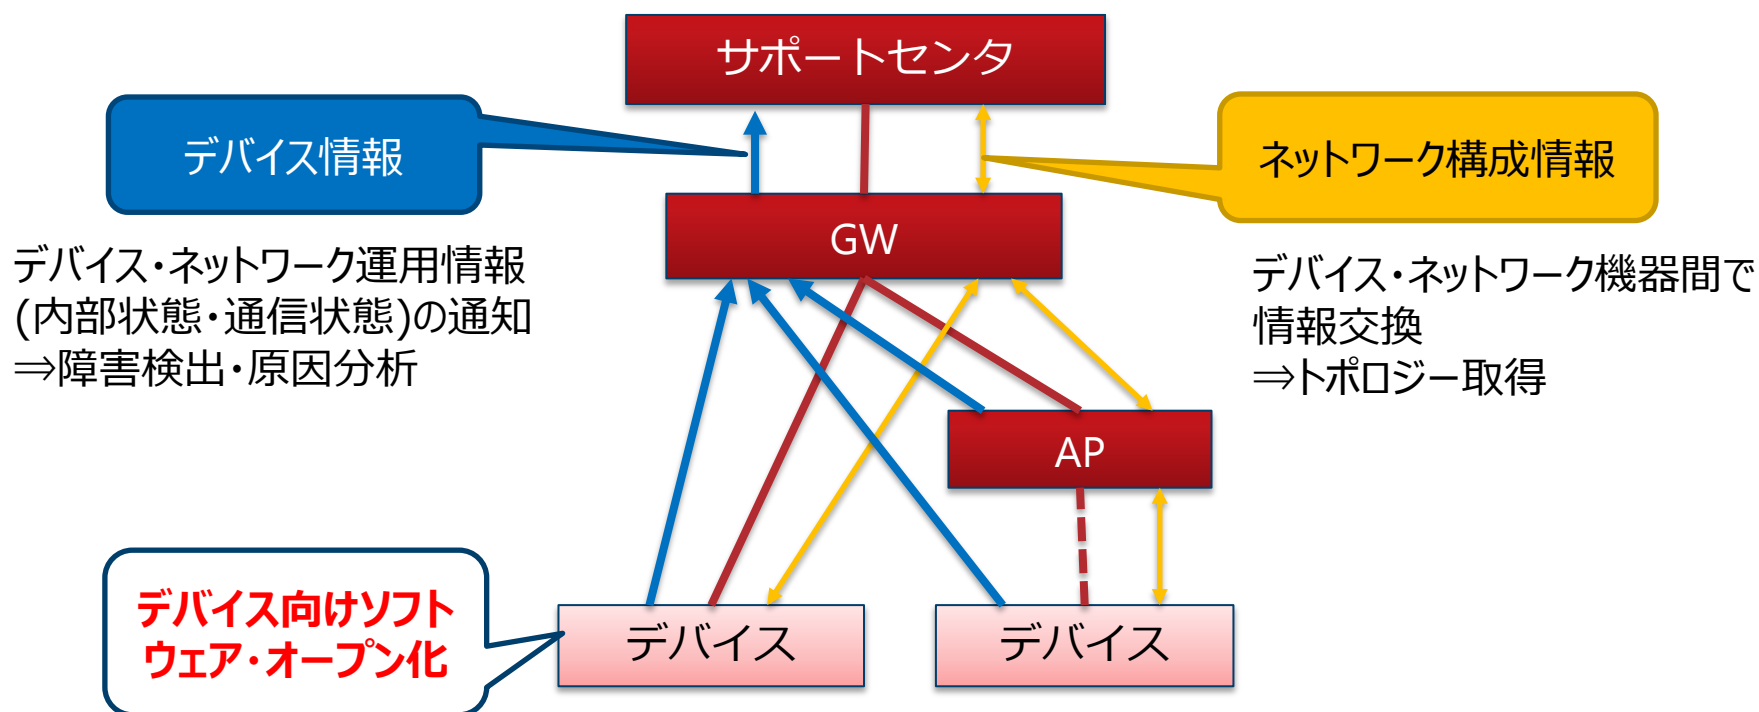 サポートセンタ
デバイス情報
ネットワーク構成情報
GW
デバイス・ネットワーク運用情報
(内部状態・通信状態)の通知
⇒障害検出・原因分析
デバイス・ネットワーク機器間で
情報交換
⇒トポロジー取得
AP
デバイス向けソフト
ウェア・オープン化
デバイス
デバイス